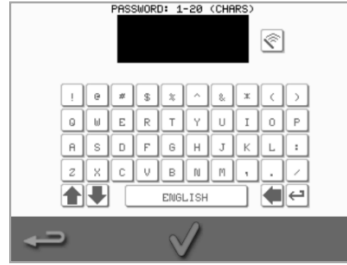 PASSWORD: 1-20 (CHARS)
! @ # $ % ^ & * ( )
Q W E R T Y U I O P
A S D F G H J K L :
Z X C V B N M , . /
ENGLISH